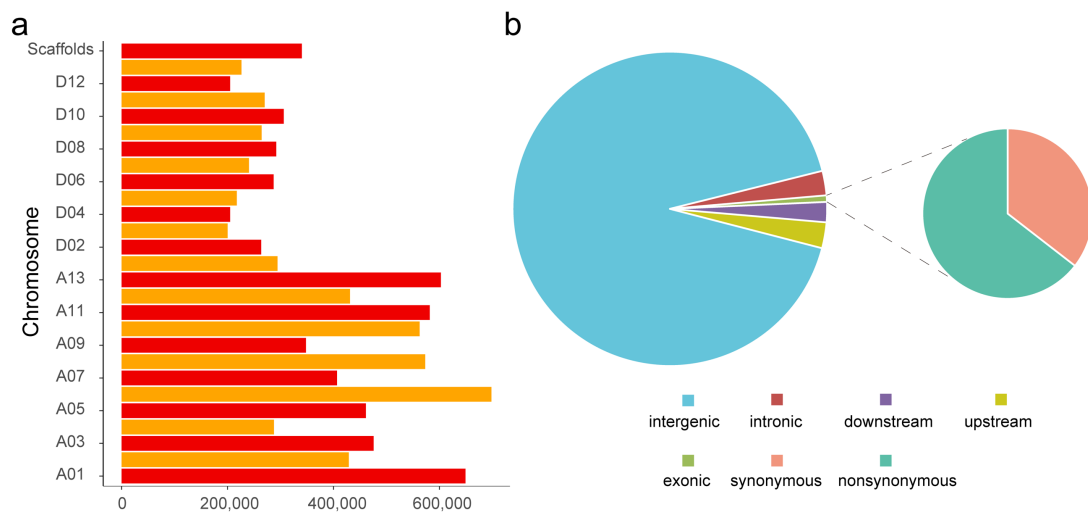 a
Chromosome
Scaffolds
D12
D10
D08
D06
D04
D02
A13
A11
A09
A07
A05
A03
A01
0 200,000 400,000 600,000
b
intergenic intronic downstream upstream
exonic synonymous nonsynonymous